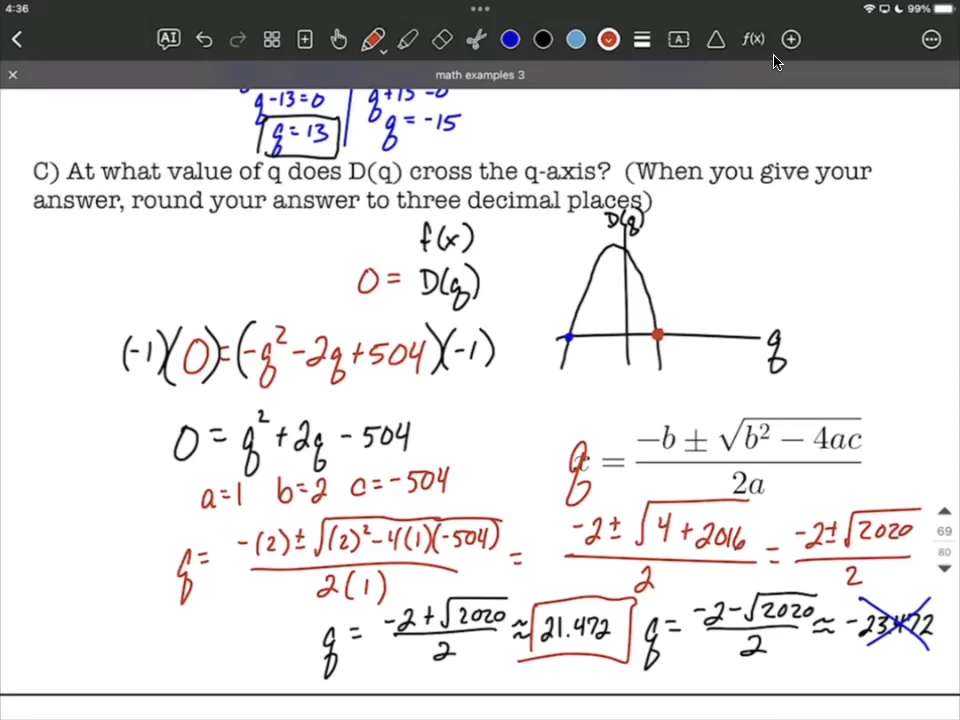 4:36 99%
AI A f(x)
math examples 3
q-13=0 q+15=0
q=13 q=-15
C) At what value of q does D(q) cross the q-axis? (When you give your
answer, round your answer to three decimal places)
D(q)
f(x)
0 = D(q)
q
(-1)(0)=(-q²-2q+504)(-1)
0 = q²+2q-504
a=1 b=2 c=-504
q = (-b ± √(b² - 4ac))/(2a)
q = (-(2)±√((2)²-4(1)(-504)))/(2(1)) = (-2±√(4+2016))/2 = (-2±√2020)/2
69
80
q = (-2+√2020)/2 ≈ 21.472 q = (-2-√2020)/2 ≈ -23.472